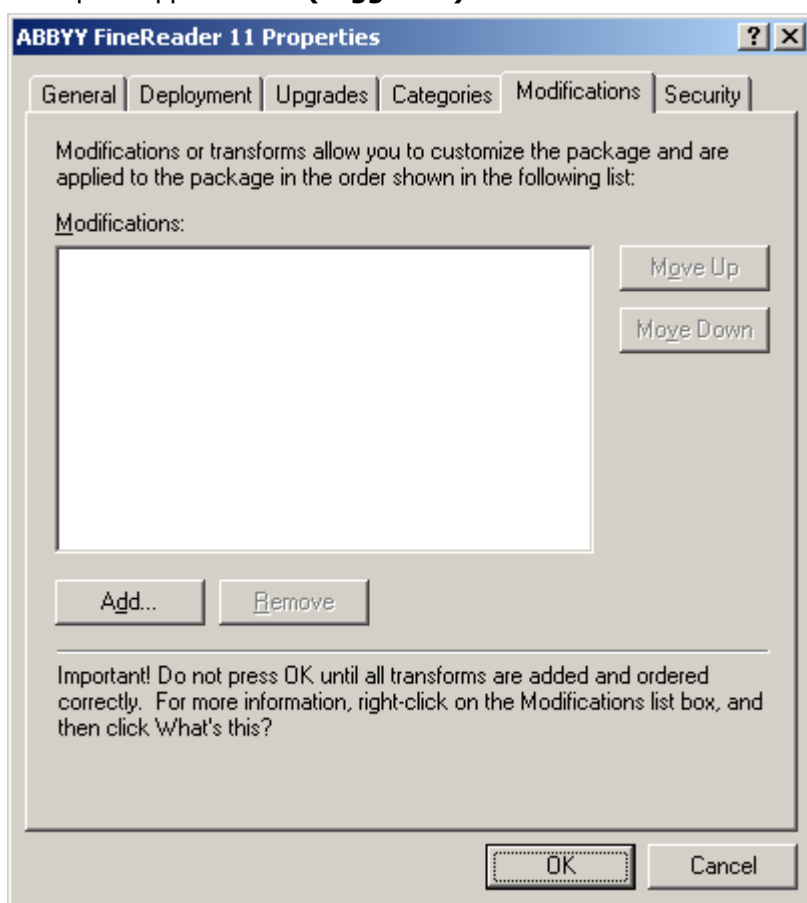 ABBYY FineReader 11 Properties
General Deployment Upgrades Categories Modifications Security
Modifications or transforms allow you to customize the package and are
applied to the package in the order shown in the following list:
Modifications:
Move Up
Move Down
Add... Remove
Important! Do not press OK until all transforms are added and ordered
correctly. For more information, right-click on the Modifications list box, and
then click What's this?
OK Cancel